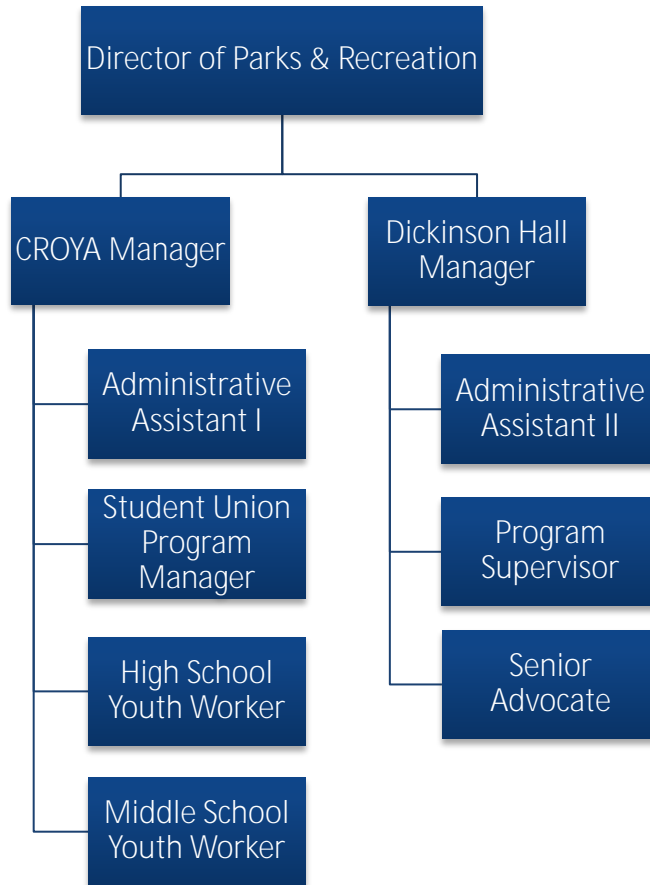 Director of Parks & Recreation
CROYA Manager
Administrative
Assistant I
Student Union
Program
Manager
High School
Youth Worker
Middle School
Youth Worker
Dickinson Hall
Manager
Administrative
Assistant II
Program
Supervisor
Senior
Advocate